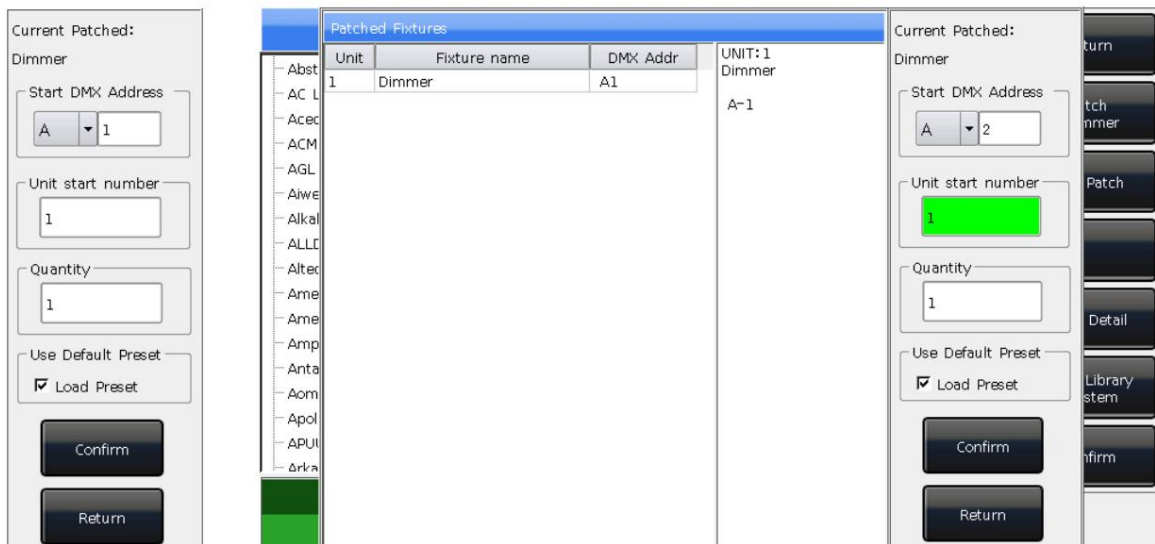 Current Patched:
Dimmer
Start DMX Address
A 1
Unit start number
1
Quantity
1
Use Default Preset
Load Preset
Confirm
Return
Abst
AC L
Aced
ACM
AGL
Aiwe
Alkal
Altec
Ame
Ame
Amp
Anta
Aom
Apol
Arka
Patched Fixtures
Unit Fixture name DMX Addr
1 Dimmer A1
UNIT:1
Dimmer
A-1
Current Patched:
Dimmer
Start DMX Address
A 2
Unit start number
1
Quantity
1
Use Default Preset
Load Preset
Confirm
Return
turn
tch
mmer
Patch
Detail
Library
stem
nfirm